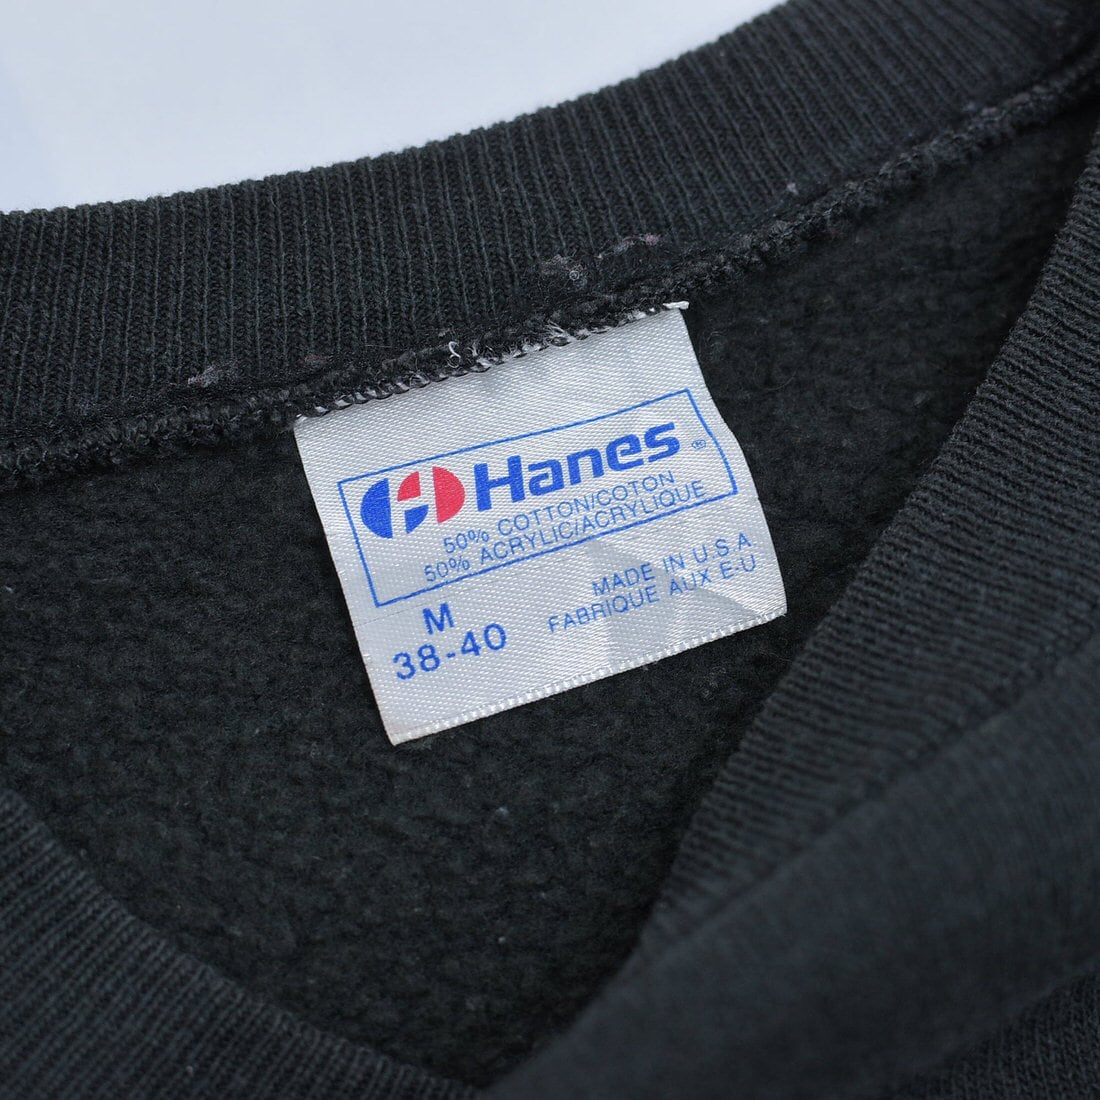 Hanes ®
50% COTTON/COTON
50% ACRYLIC/ACRYLIQUE
M
38-40
MADE IN U S A
FABRIQUE AUX E-U